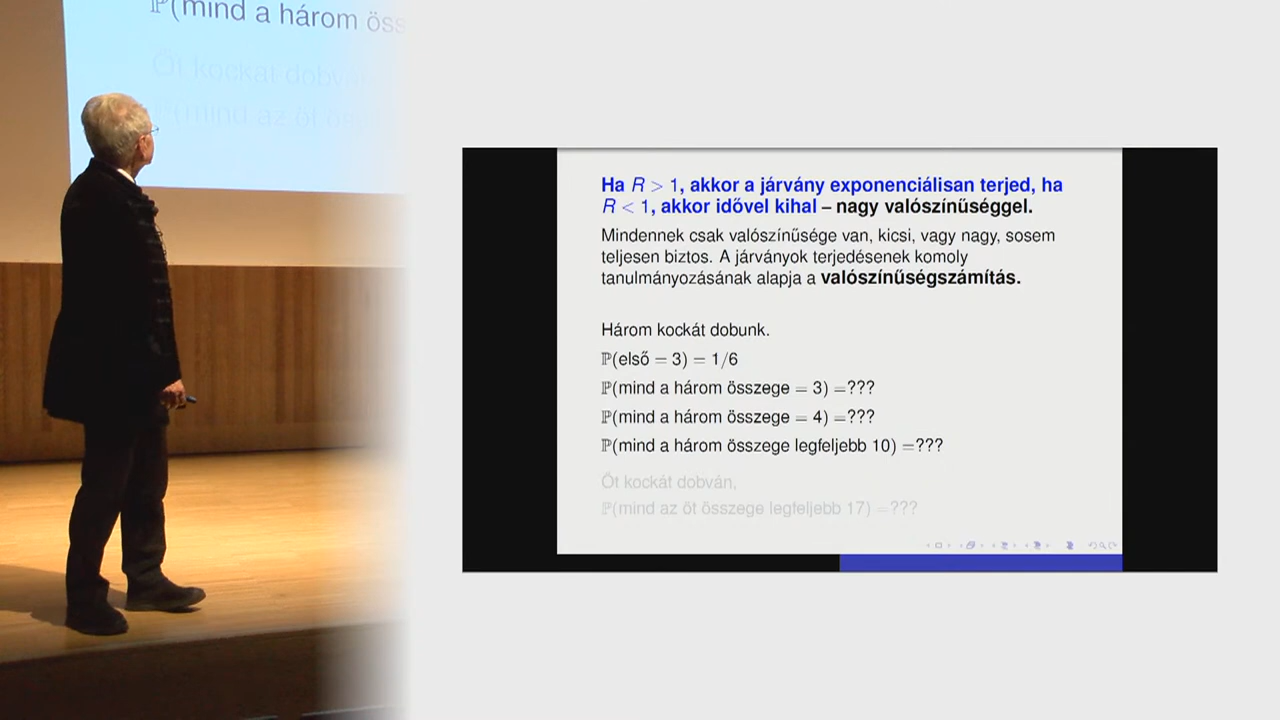 ℙ(mind a három öss
Öt kockát dobván
ℙ(mind az öt ös
Ha R > 1, akkor a járvány exponenciálisan terjed, ha
R < 1, akkor idővel kihal – nagy valószínűséggel.
Mindennek csak valószínűsége van, kicsi, vagy nagy, sosem
teljesen biztos. A járványok terjedésenek komoly
tanulmányozásának alapja a valószínűségszámítás.
Három kockát dobunk.
ℙ(első = 3) = 1/6
ℙ(mind a három összege = 3) =???
ℙ(mind a három összege = 4) =???
ℙ(mind a három összege legfeljebb 10) =???
Öt kockát dobván,
ℙ(mind az öt összege legfeljebb 17) =???